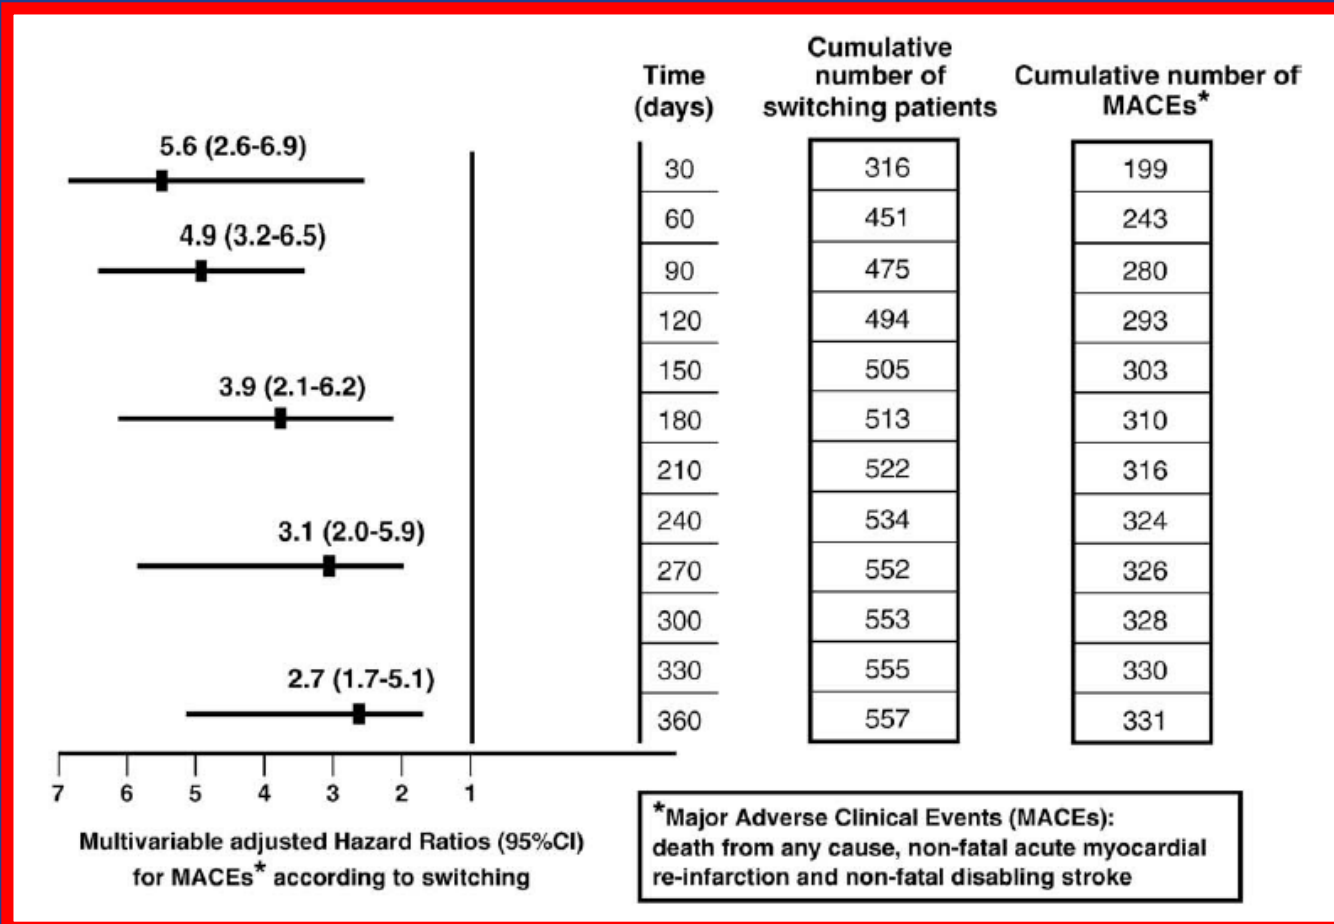 Time
(days)
Cumulative
number of
switching patients
Cumulative number of
MACEs*
5.6 (2.6-6.9)
30 316 199
60 451 243
4.9 (3.2-6.5)
90 475 280
120 494 293
150 505 303
3.9 (2.1-6.2)
180 513 310
210 522 316
240 534 324
3.1 (2.0-5.9)
270 552 326
300 553 328
330 555 330
2.7 (1.7-5.1)
360 557 331
7 6 5 4 3 2 1
Multivariable adjusted Hazard Ratios (95%CI)
for MACEs* according to switching
*Major Adverse Clinical Events (MACEs):
death from any cause, non-fatal acute myocardial
re-infarction and non-fatal disabling stroke